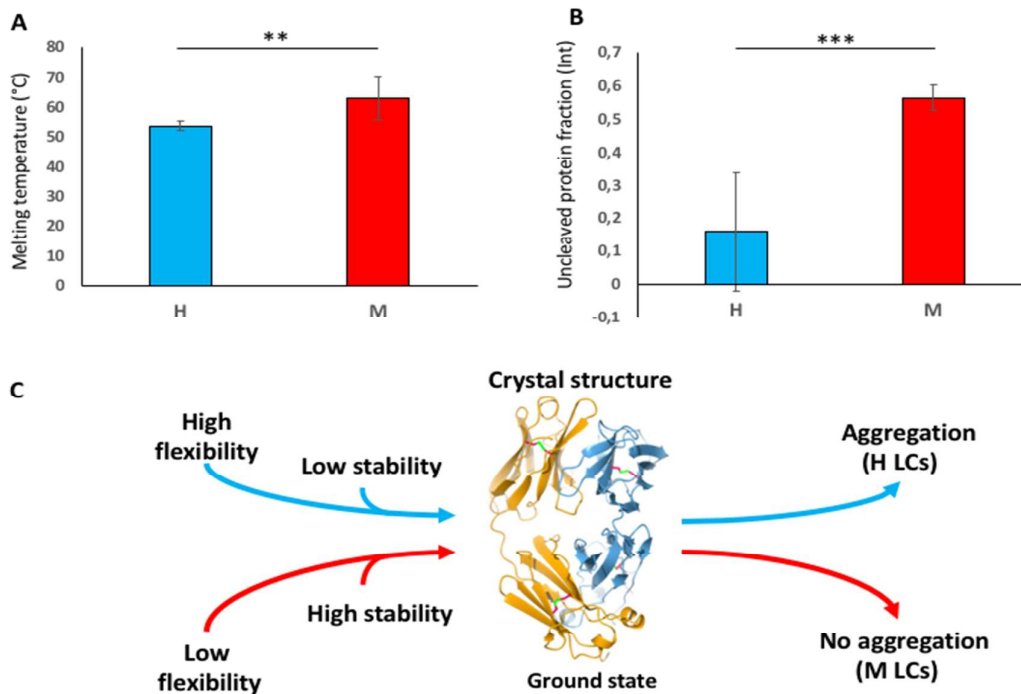 A
**
Melting temperature (°C)
80
70
60
50
40
30
20
10
0
H
M
B
***
Uncleaved protein fraction (Int)
0,7
0,6
0,5
0,4
0,3
0,2
0,1
0
-0,1
H
M
C
Crystal structure
High
flexibility
Low stability
Aggregation
(H LCs)
High stability
Low
flexibility
No aggregation
(M LCs)
Ground state